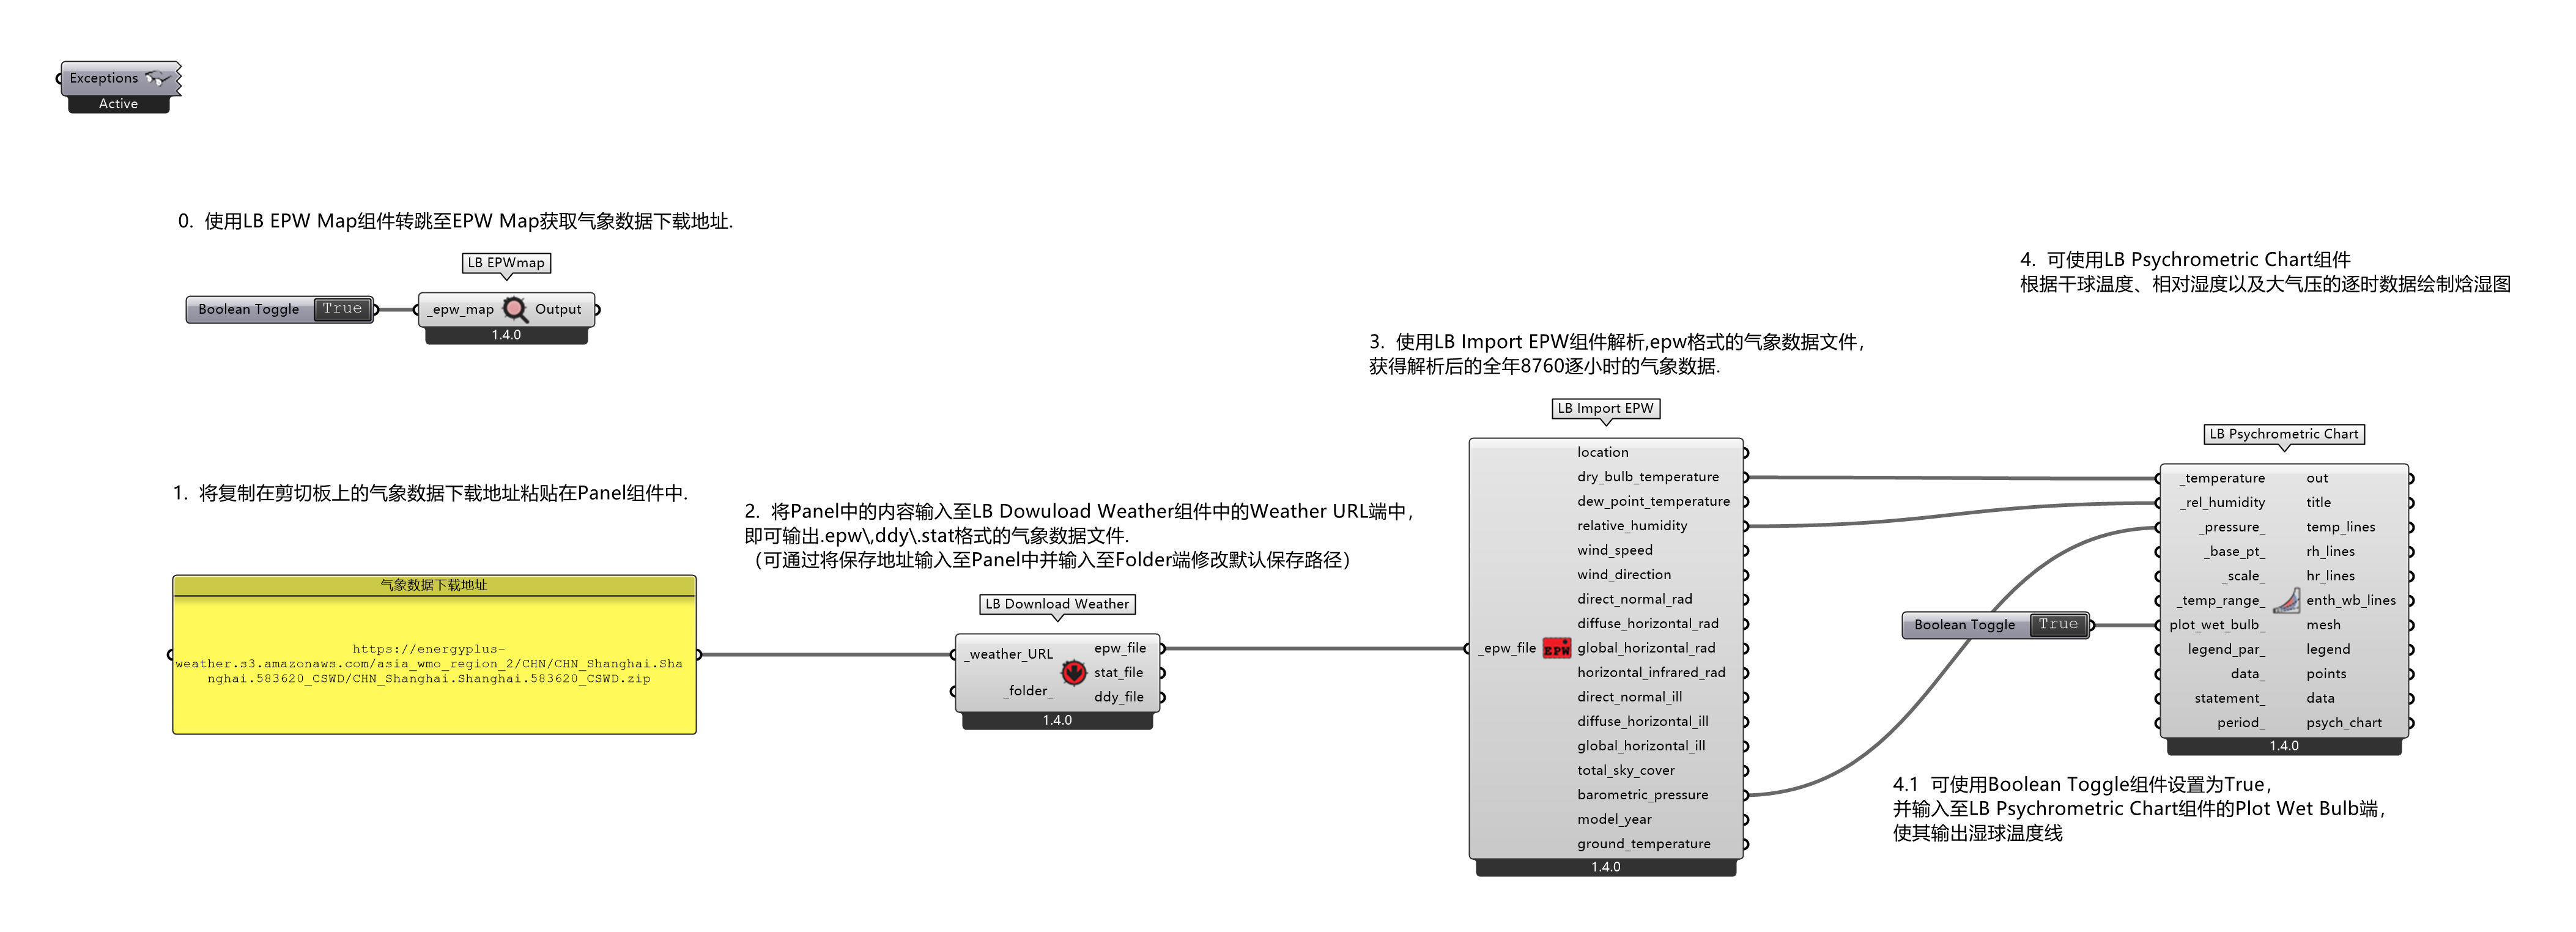 Exceptions
Active
0.  使用LB EPW Map组件转跳至EPW Map获取气象数据下载地址.
LB EPWmap
Boolean Toggle True
_epw_map Output
1.4.0
1.  将复制在剪切板上的气象数据下载地址粘贴在Panel组件中.
气象数据下载地址
https://energyplus-
weather.s3.amazonaws.com/asia_wmo_region_2/CHN/CHN_Shanghai.Sha
nghai.583620_CSWD/CHN_Shanghai.Shanghai.583620_CSWD.zip
2.  将Panel中的内容输入至LB Dowuload Weather组件中的Weather URL端中，
即可输出.epw\,ddy\.stat格式的气象数据文件.
（可通过将保存地址输入至Panel中并输入至Folder端修改默认保存路径）
LB Download Weather
_weather_URL
_folder_
epw_file
stat_file
ddy_file
1.4.0
3.  使用LB Import EPW组件解析,epw格式的气象数据文件，
获得解析后的全年8760逐小时的气象数据.
LB Import EPW
_epw_file
EPW
location
dry_bulb_temperature
dew_point_temperature
relative_humidity
wind_speed
wind_direction
direct_normal_rad
diffuse_horizontal_rad
global_horizontal_rad
horizontal_infrared_rad
direct_normal_ill
diffuse_horizontal_ill
global_horizontal_ill
total_sky_cover
barometric_pressure
model_year
ground_temperature
1.4.0
4.  可使用LB Psychrometric Chart组件
根据干球温度、相对湿度以及大气压的逐时数据绘制焓湿图
LB Psychrometric Chart
Boolean Toggle True
_temperature
_rel_humidity
_pressure_
_base_pt_
_scale_
_temp_range_
plot_wet_bulb_
legend_par_
data_
statement_
period_
out
title
temp_lines
rh_lines
hr_lines
enth_wb_lines
mesh
legend
points
data
psych_chart
1.4.0
4.1  可使用Boolean Toggle组件设置为True，
并输入至LB Psychrometric Chart组件的Plot Wet Bulb端，
使其输出湿球温度线